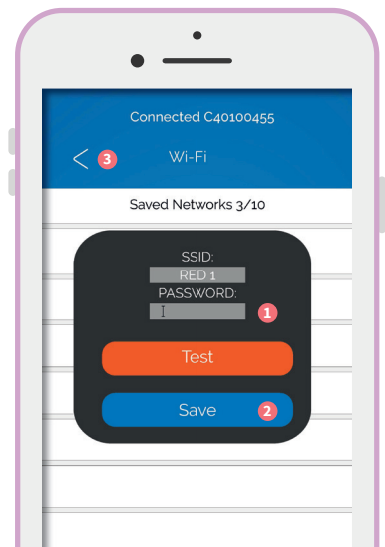 Connected C40100455
< 3 Wi-Fi
Saved Networks 3/10
SSID:
RED 1
PASSWORD:
1
Test
Save 2